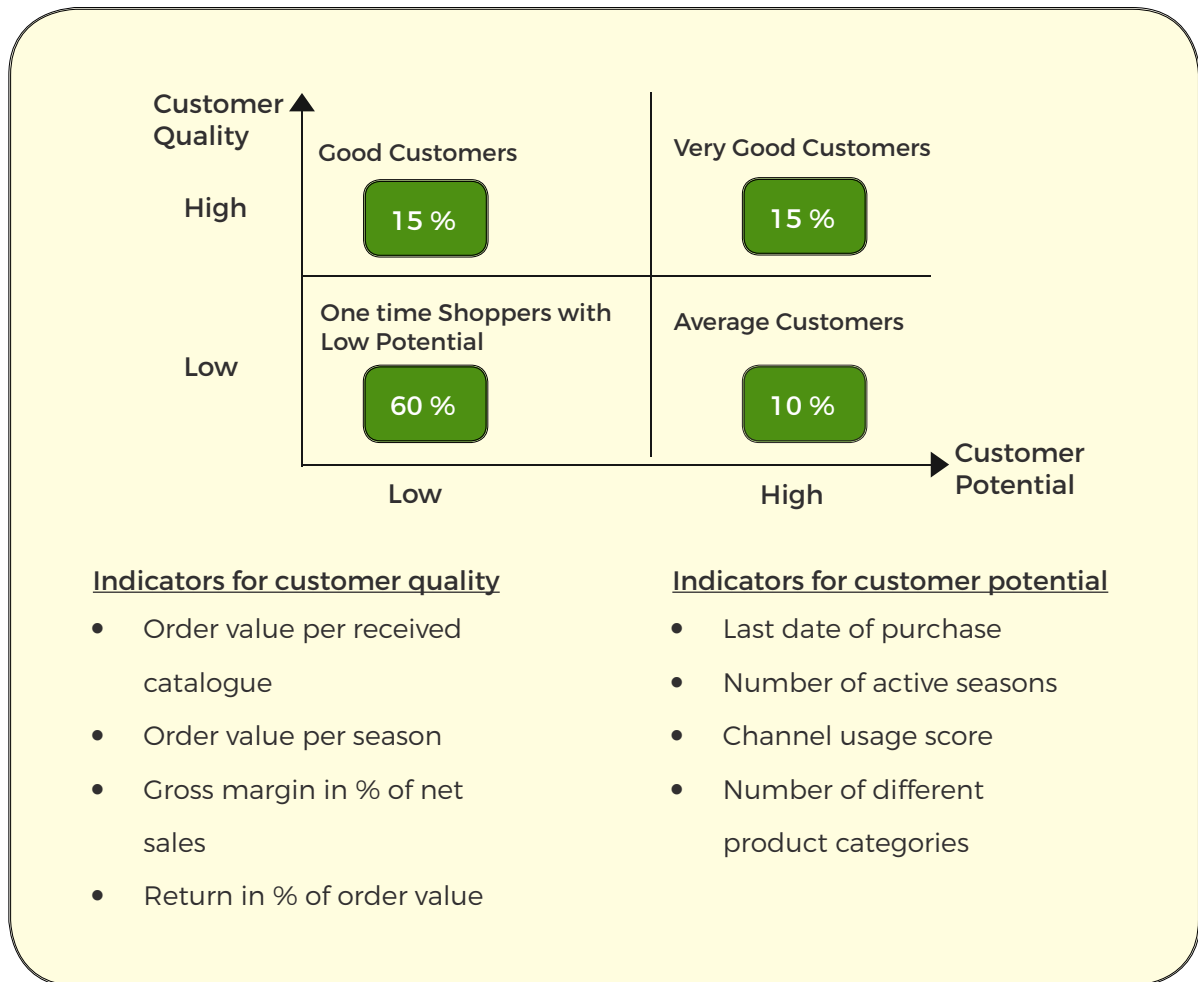 Customer
Quality
Good Customers
Very Good Customers
High
15 %
15 %
One time Shoppers with
Low Potential
Average Customers
Low
60 %
10 %
Customer
Potential
Low
High
Indicators for customer quality
• Order value per received
catalogue
• Order value per season
• Gross margin in % of net
sales
• Return in % of order value
Indicators for customer potential
• Last date of purchase
• Number of active seasons
• Channel usage score
• Number of different
product categories